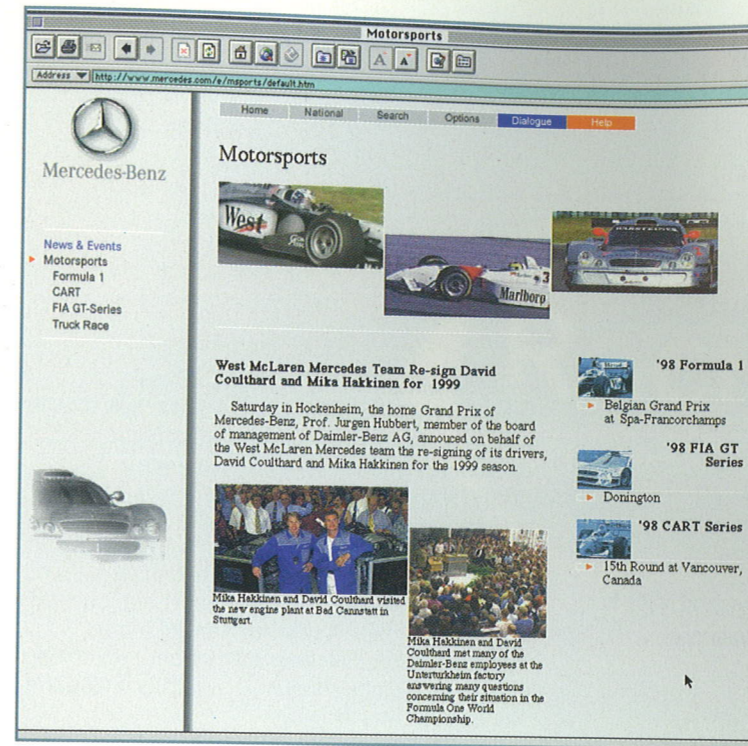 Motorsports
Address http://www.mercedes.com/e/msports/default.htm
Home National Search Options Dialogue Help
Mercedes-Benz
News & Events
Motorsports
Formula 1
CART
FIA GT-Series
Truck Race
Motorsports
West
Marlboro
3
West McLaren Mercedes Team Re-sign David
Coulthard and Mika Hakkinen for 1999
Saturday in Hockenheim, the home Grand Prix of
Mercedes-Benz, Prof. Jurgen Hubbert, member of the board
of management of Daimler-Benz AG, annouced on behalf of
the West McLaren Mercedes team the re-signing of its drivers,
David Coulthard and Mika Hakkinen for the 1999 season.
Mika Hakkinen and David Coulthard visited
the new engine plant at Bad Cannstatt in
Stuttgart.
Mika Hakkinen and David
Coulthard met many of the
Daimler-Benz employees at the
Unterturkheim factory
answering many questions
concerning their situation in the
Formula One World
Championship.
'98 Formula 1
Belgian Grand Prix
at Spa-Francorchamps
'98 FIA GT
Series
Donington
'98 CART Series
15th Round at Vancouver,
Canada